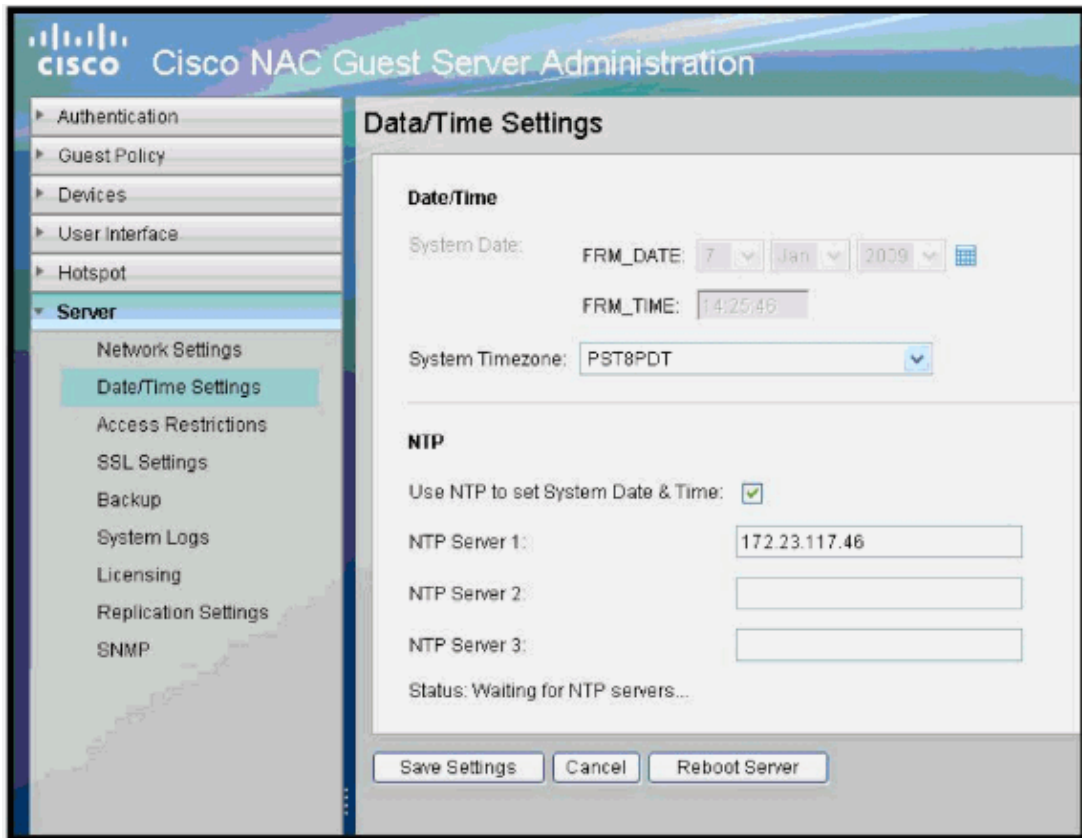 CISCO Cisco NAC Guest Server Administration
Authentication
Guest Policy
Devices
User Interface
Hotspot
Server
Network Settings
Date/Time Settings
Access Restrictions
SSL Settings
Backup
System Logs
Licensing
Replication Settings
SNMP
Data/Time Settings
Date/Time
System Date: FRM_DATE: 7 Jan 2009
FRM_TIME: 14:25:46
System Timezone: PST8PDT
NTP
Use NTP to set System Date & Time:
NTP Server 1: 172.23.117.46
NTP Server 2:
NTP Server 3:
Status: Waiting for NTP servers...
Save Settings Cancel Reboot Server